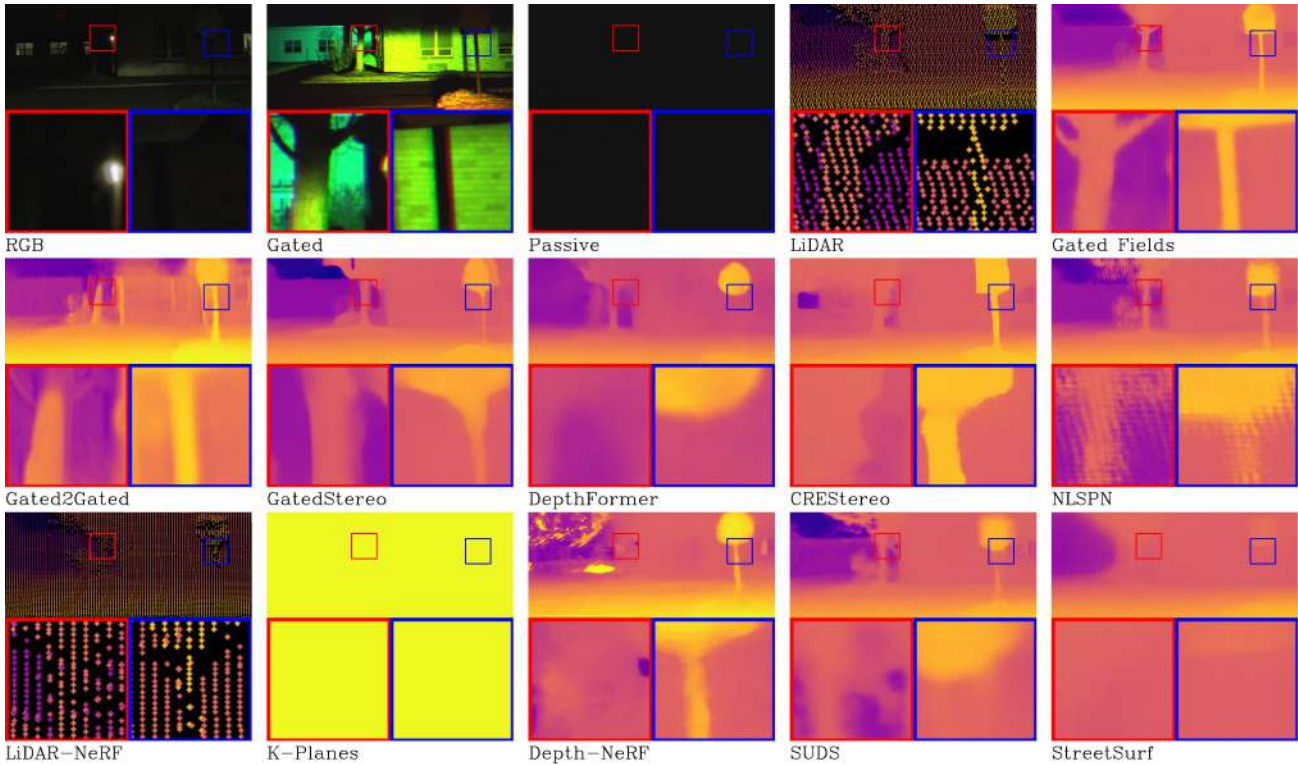 RGB
Gated
Passive
LiDAR
Gated Fields
Gated2Gated
GatedStereo
DepthFormer
CREStereo
NLSPN
LiDAR-NeRF
K-Planes
Depth-NeRF
SUDS
StreetSurf